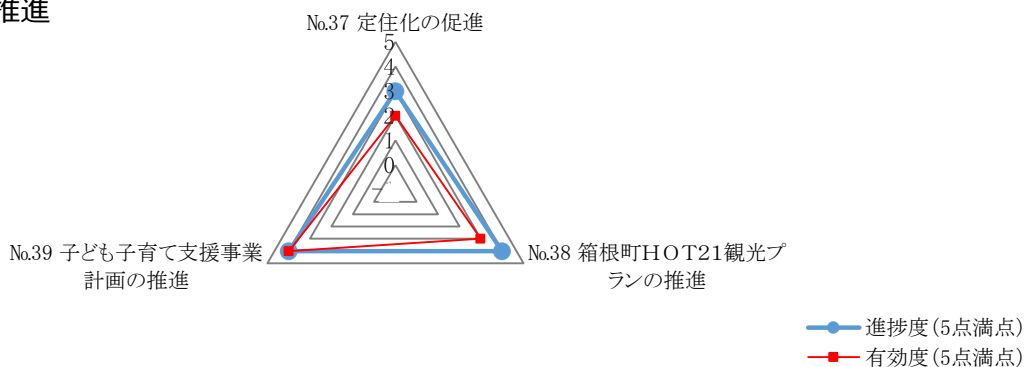 推進
№37 定住化の促進
5
4
3
2
1
0
№39 子ども子育て支援事業
計画の推進
№38 箱根町HOT21観光プ
ランの推進
進捗度(5点満点)
有効度(5点満点)